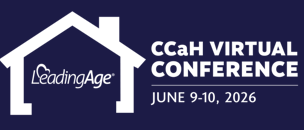 LeadingAge®
CCaH VIRTUAL
CONFERENCE
JUNE 9-10, 2026